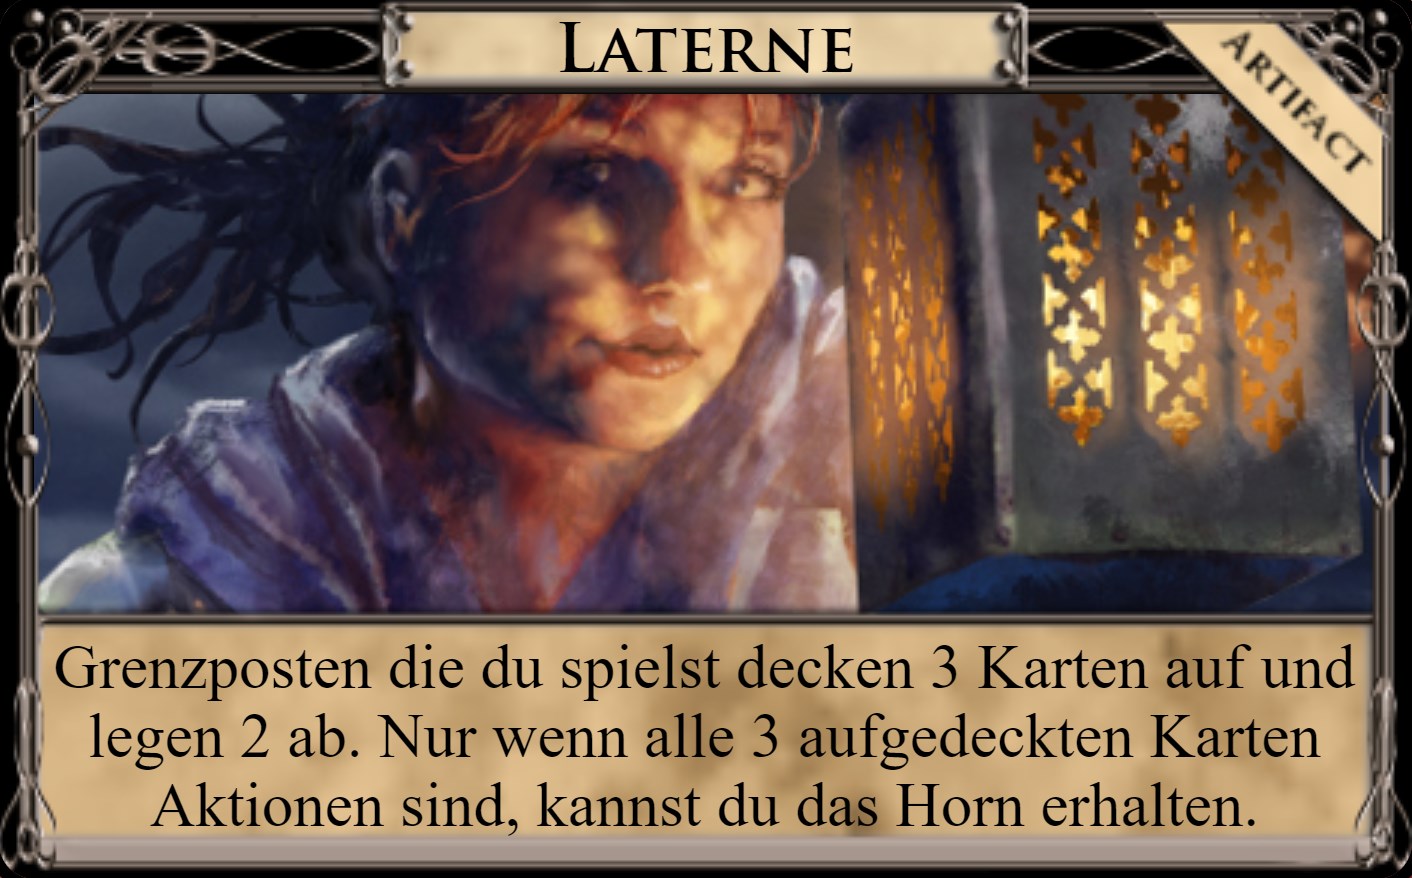 LATERNE
ARTIFACT
Grenzposten die du spielst decken 3 Karten auf und
legen 2 ab. Nur wenn alle 3 aufgedeckten Karten
Aktionen sind, kannst du das Horn erhalten.